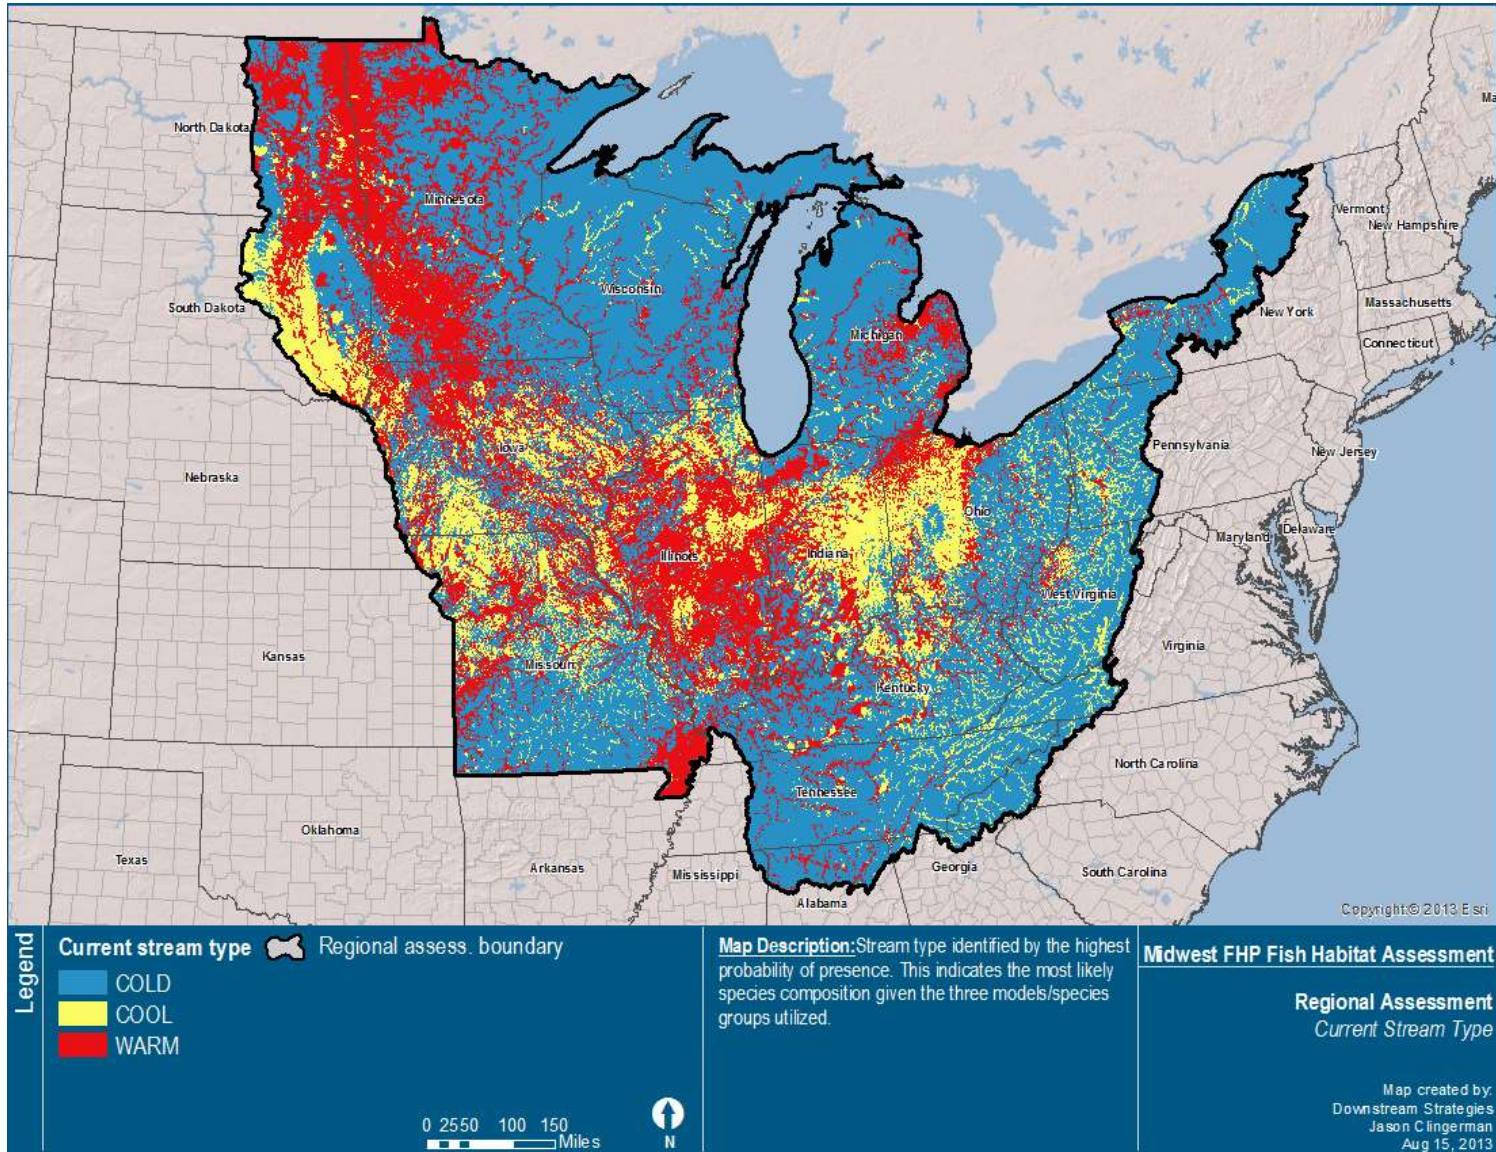 North Dakota
Minnesota
Ma
Vermont
New Hampshire
South Dakota
Wisconsin
Michigan
New York
Massachusetts
Connecticut
Iowa
Nebraska
Pennsylvania
New Jersey
Ohio
Illinois
Indiana
Maryland
Delaware
West Virginia
Kansas
Missouri
Virginia
Kentucky
North Carolina
Tennessee
Oklahoma
Texas
Arkansas
Mississippi
Georgia
South Carolina
Alabama
Copyright:© 2013 Esri
Legend
Current stream type
Regional assess. boundary
COLD
COOL
WARM
0 2550 100 150
Miles
N
Map Description:Stream type identified by the highest
probability of presence. This indicates the most likely
species composition given the three models/species
groups utilized.
Midwest FHP Fish Habitat Assessment
Regional Assessment
Current Stream Type
Map created by:
Downstream Strategies
Jason Clingerman
Aug 15, 2013